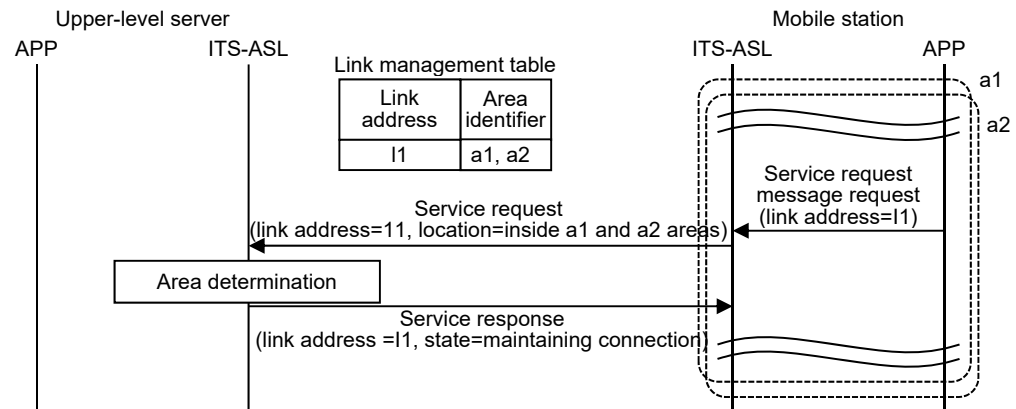 Upper-level server
Mobile station
APP
ITS-ASL
ITS-ASL
APP
Link management table
Link
address
Area
identifier
I1
a1, a2
a1
a2
Service request
message request
(link address=I1)
Service request
(link address=11, location=inside a1 and a2 areas)
Area determination
Service response
(link address =I1, state=maintaining connection)